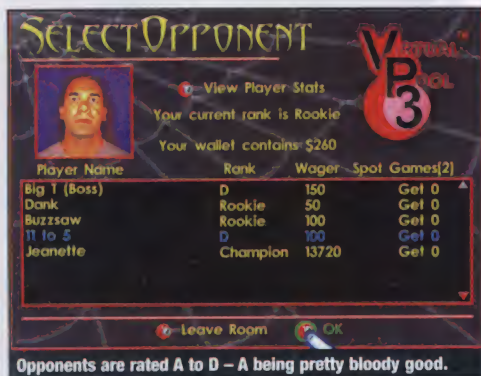 SELECT OPPONENT
VIRTUAL POOL 3
VP3
View Player Stats
Your current rank is Rookie
Your wallet contains $260
Player Name Rank Wager Spot Games(2)
Big T (Boss) D 150 Get 0
Dank Rookie 50 Get 0
Buzzsaw Rookie 100 Get 0
11 to 5 D 100 Get 0
Jeanette Champion 13720 Get 0
Leave Room OK
Opponents are rated A to D – A being pretty bloody good.